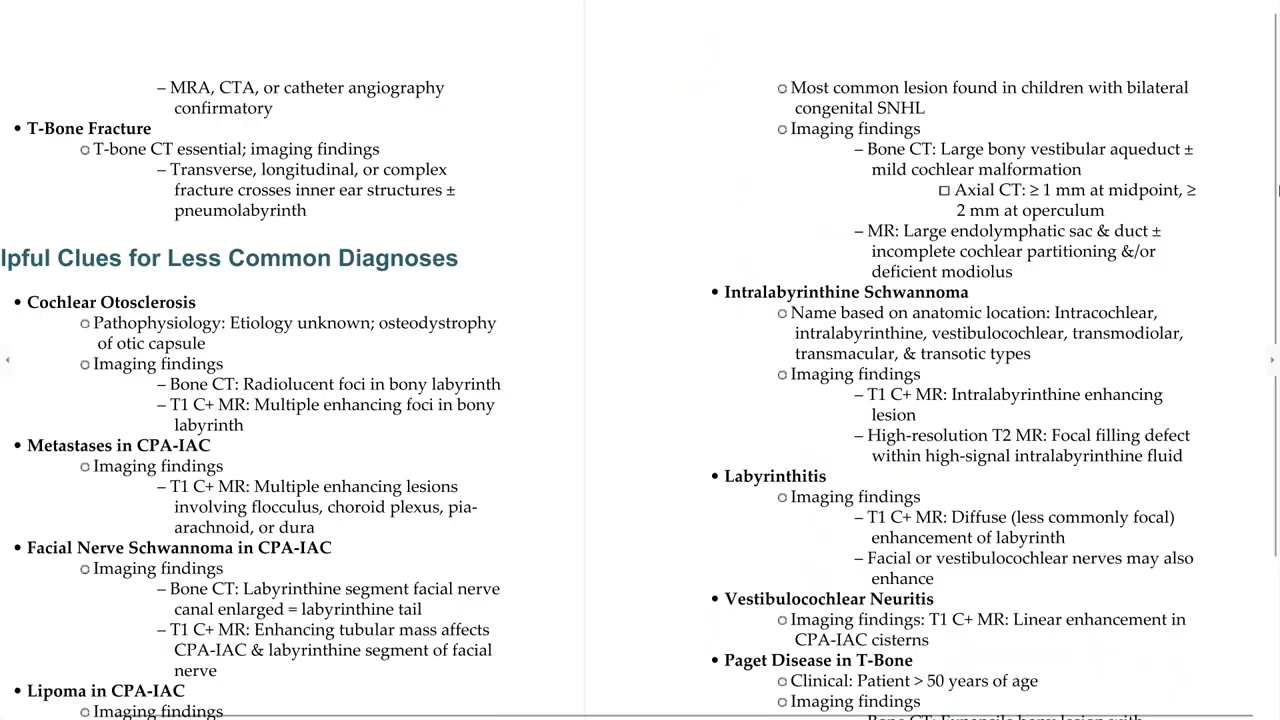 – MRA, CTA, or catheter angiography
confirmatory
• T-Bone Fracture
○ T-bone CT essential; imaging findings
– Transverse, longitudinal, or complex
fracture crosses inner ear structures ±
pneumolabyrinth
lpful Clues for Less Common Diagnoses
• Cochlear Otosclerosis
○ Pathophysiology: Etiology unknown; osteodystrophy
of otic capsule
○ Imaging findings
– Bone CT: Radiolucent foci in bony labyrinth
– T1 C+ MR: Multiple enhancing foci in bony
labyrinth
• Metastases in CPA-IAC
○ Imaging findings
– T1 C+ MR: Multiple enhancing lesions
involving flocculus, choroid plexus, pia-
arachnoid, or dura
• Facial Nerve Schwannoma in CPA-IAC
○ Imaging findings
– Bone CT: Labyrinthine segment facial nerve
canal enlarged = labyrinthine tail
– T1 C+ MR: Enhancing tubular mass affects
CPA-IAC & labyrinthine segment of facial
nerve
• Lipoma in CPA-IAC
○ Imaging findings
○ Most common lesion found in children with bilateral
congenital SNHL
○ Imaging findings
– Bone CT: Large bony vestibular aqueduct ±
mild cochlear malformation
□ Axial CT: ≥ 1 mm at midpoint, ≥
2 mm at operculum
– MR: Large endolymphatic sac & duct ±
incomplete cochlear partitioning &/or
deficient modiolus
• Intralabyrinthine Schwannoma
○ Name based on anatomic location: Intracochlear,
intralabyrinthine, vestibulocochlear, transmodiolar,
transmacular, & transotic types
○ Imaging findings
– T1 C+ MR: Intralabyrinthine enhancing
lesion
– High-resolution T2 MR: Focal filling defect
within high-signal intralabyrinthine fluid
• Labyrinthitis
○ Imaging findings
– T1 C+ MR: Diffuse (less commonly focal)
enhancement of labyrinth
– Facial or vestibulocochlear nerves may also
enhance
• Vestibulocochlear Neuritis
○ Imaging findings: T1 C+ MR: Linear enhancement in
CPA-IAC cisterns
• Paget Disease in T-Bone
○ Clinical: Patient > 50 years of age
○ Imaging findings